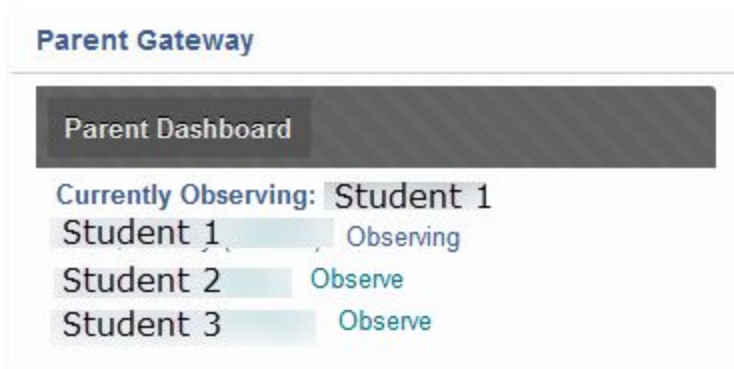 Parent Gateway
Parent Dashboard
Currently Observing: Student 1
Student 1 Observing
Student 2 Observe
Student 3 Observe